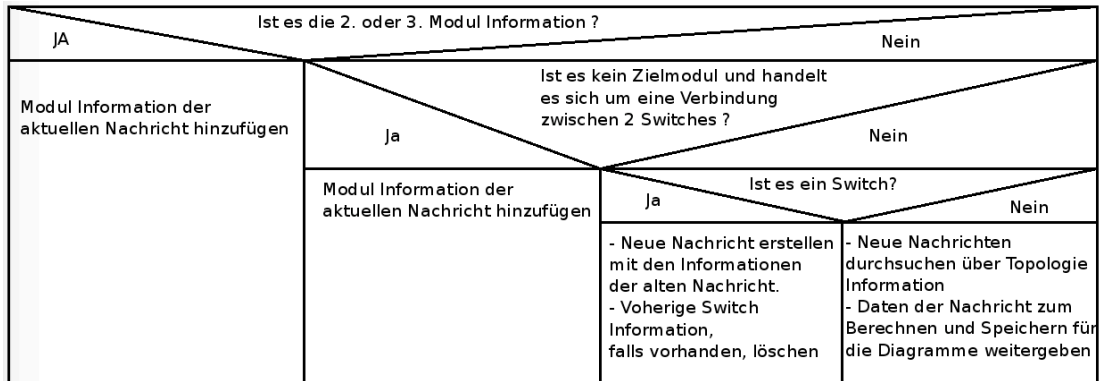 Ist es die 2. oder 3. Modul Information ?
JA
Nein
Modul Information der
aktuellen Nachricht hinzufügen
Ist es kein Zielmodul und handelt
es sich um eine Verbindung
zwischen 2 Switches ?
Ja
Nein
Modul Information der
aktuellen Nachricht hinzufügen
Ist es ein Switch?
Ja
Nein
- Neue Nachricht erstellen
mit den Informationen
der alten Nachricht.
- Voherige Switch
Information,
falls vorhanden, löschen
- Neue Nachrichten
durchsuchen über Topologie
Information
- Daten der Nachricht zum
Berechnen und Speichern für
die Diagramme weitergeben